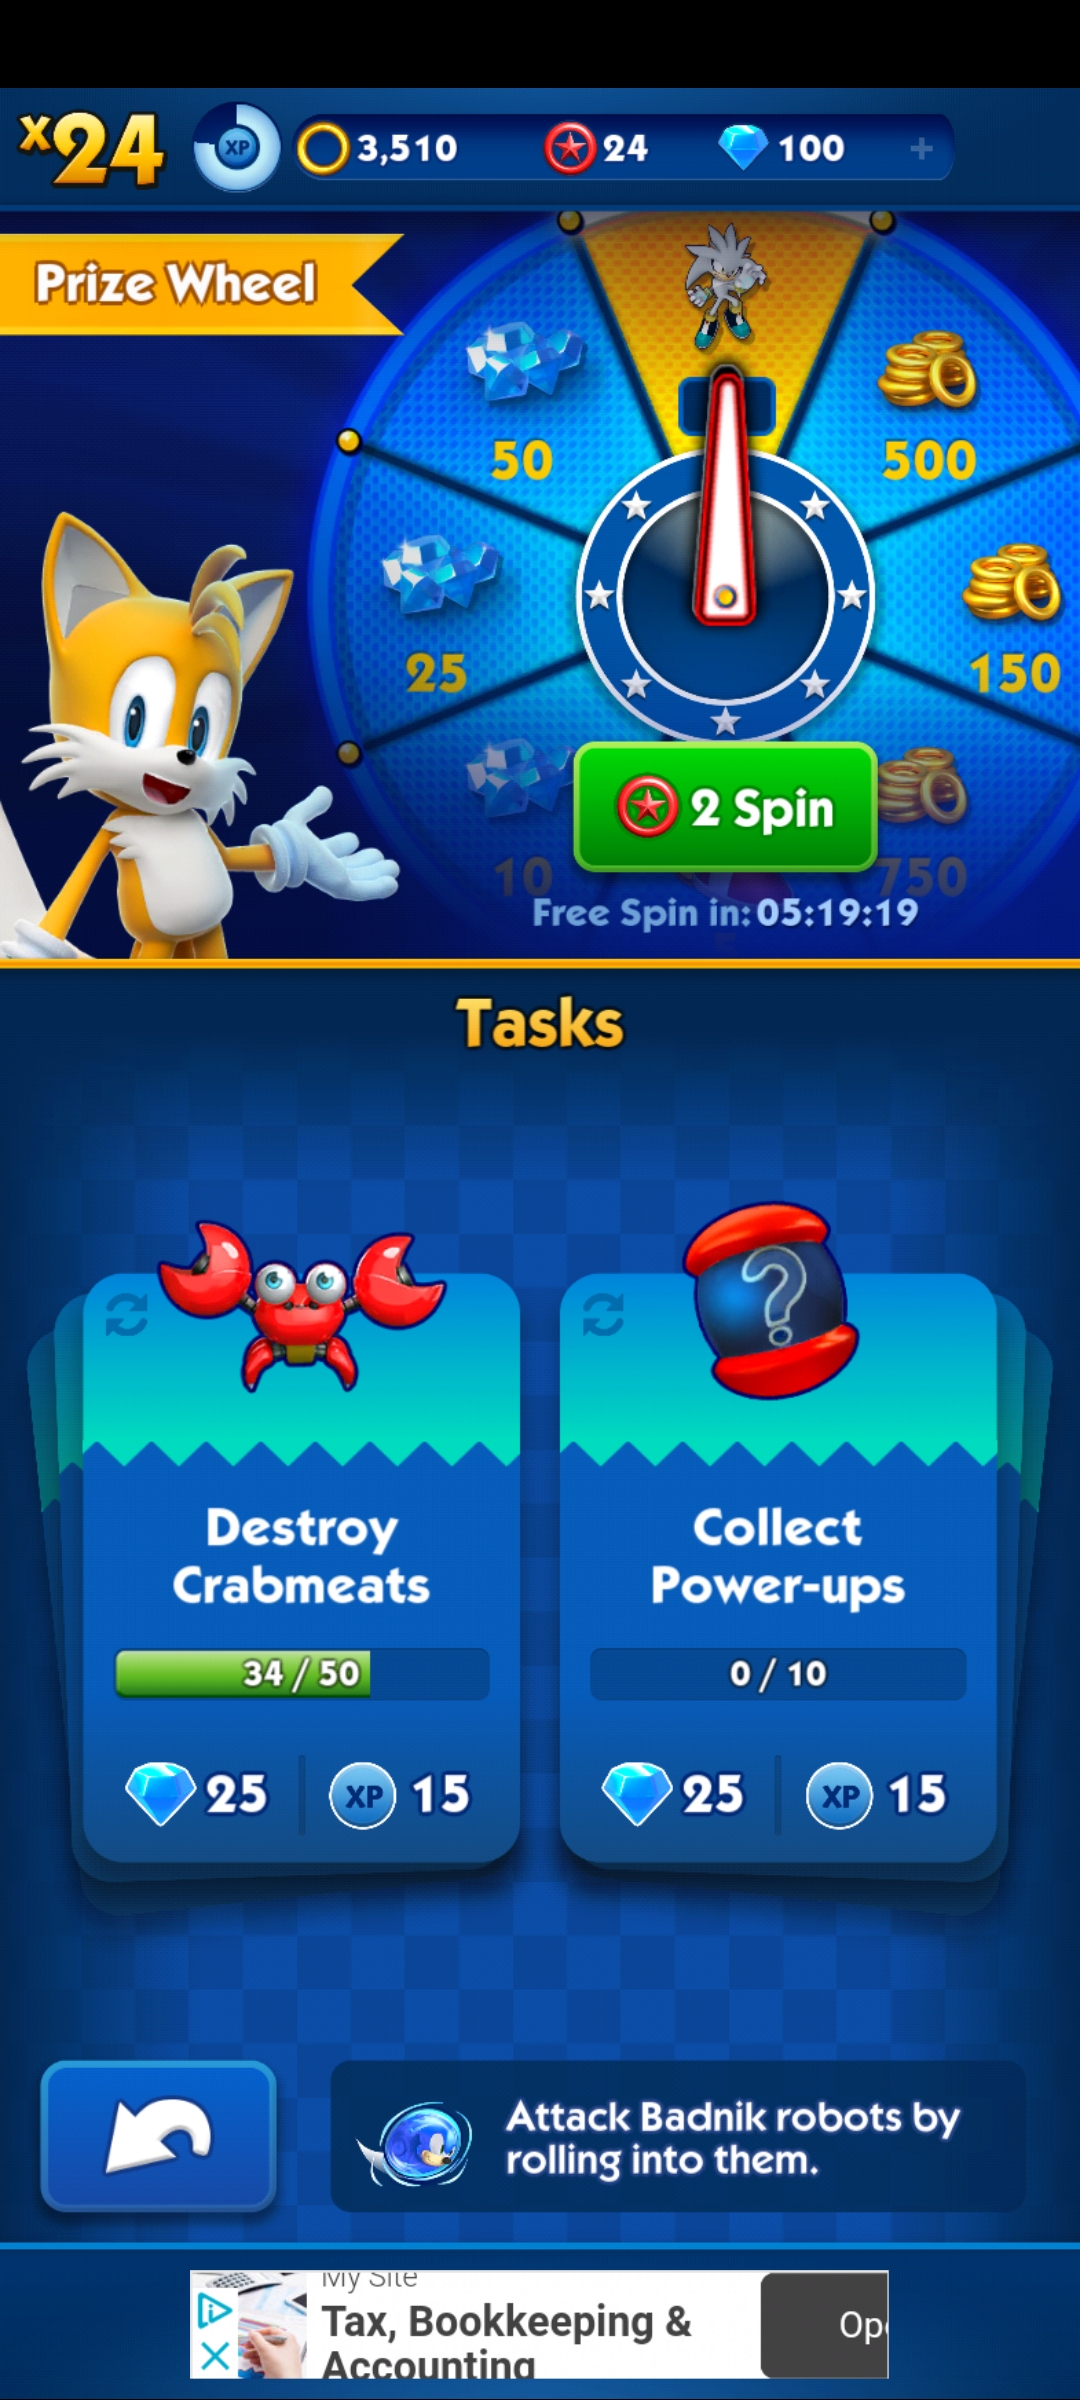 x24
XP
3,510
24
100
+
Prize Wheel
50
500
25
150
10
750
2 Spin
Free Spin in: 05:19:19
Tasks
Destroy
Crabmeats
34 / 50
25
XP
15
?
Collect
Power-ups
0 / 10
25
XP
15
Attack Badnik robots by
rolling into them.
My Site
Tax, Bookkeeping &
Accounting
Ope